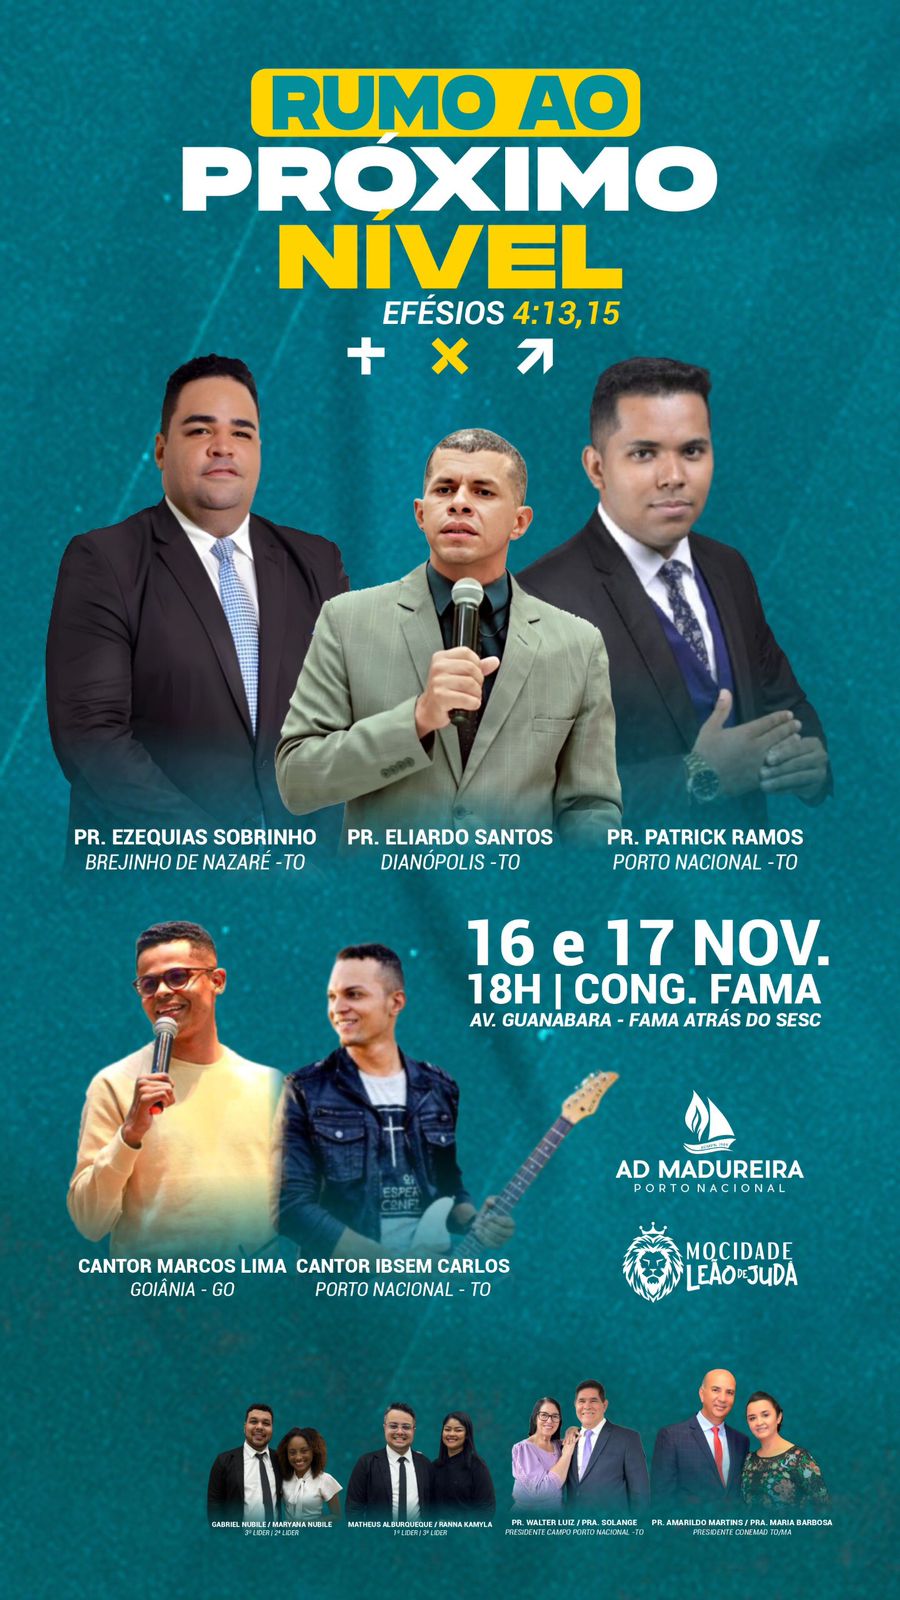 RUMO AO
PRÓXIMO
NÍVEL
EFÉSIOS 4:13,15
PR. EZEQUIAS SOBRINHO
BREJINHO DE NAZARÉ -TO
PR. ELIARDO SANTOS
DIANÓPOLIS -TO
PR. PATRICK RAMOS
PORTO NACIONAL -TO
16 e 17 NOV.
18H | CONG. FAMA
AV. GUANABARA - FAMA ATRÁS DO SESC
AD MADUREIRA
PORTO NACIONAL
MOCIDADE
LEÃO DE JUDÁ
CANTOR MARCOS LIMA
GOIÂNIA - GO
CANTOR IBSEM CARLOS
PORTO NACIONAL - TO
GABRIEL NUBILE / MARYANA NUBILE
3º LIDER | 2ª LIDER
MATHEUS ALBURQUEQUE / RANNA KAMYLA
1º LIDER | 3ª LIDER
PR. WALTER LUIZ / PRA. SOLANGE
PRESIDENTE CAMPO PORTO NACIONAL -TO
PR. AMARILDO MARTINS / PRA. MARIA BARBOSA
PRESIDENTE CONEMAD TO/MA